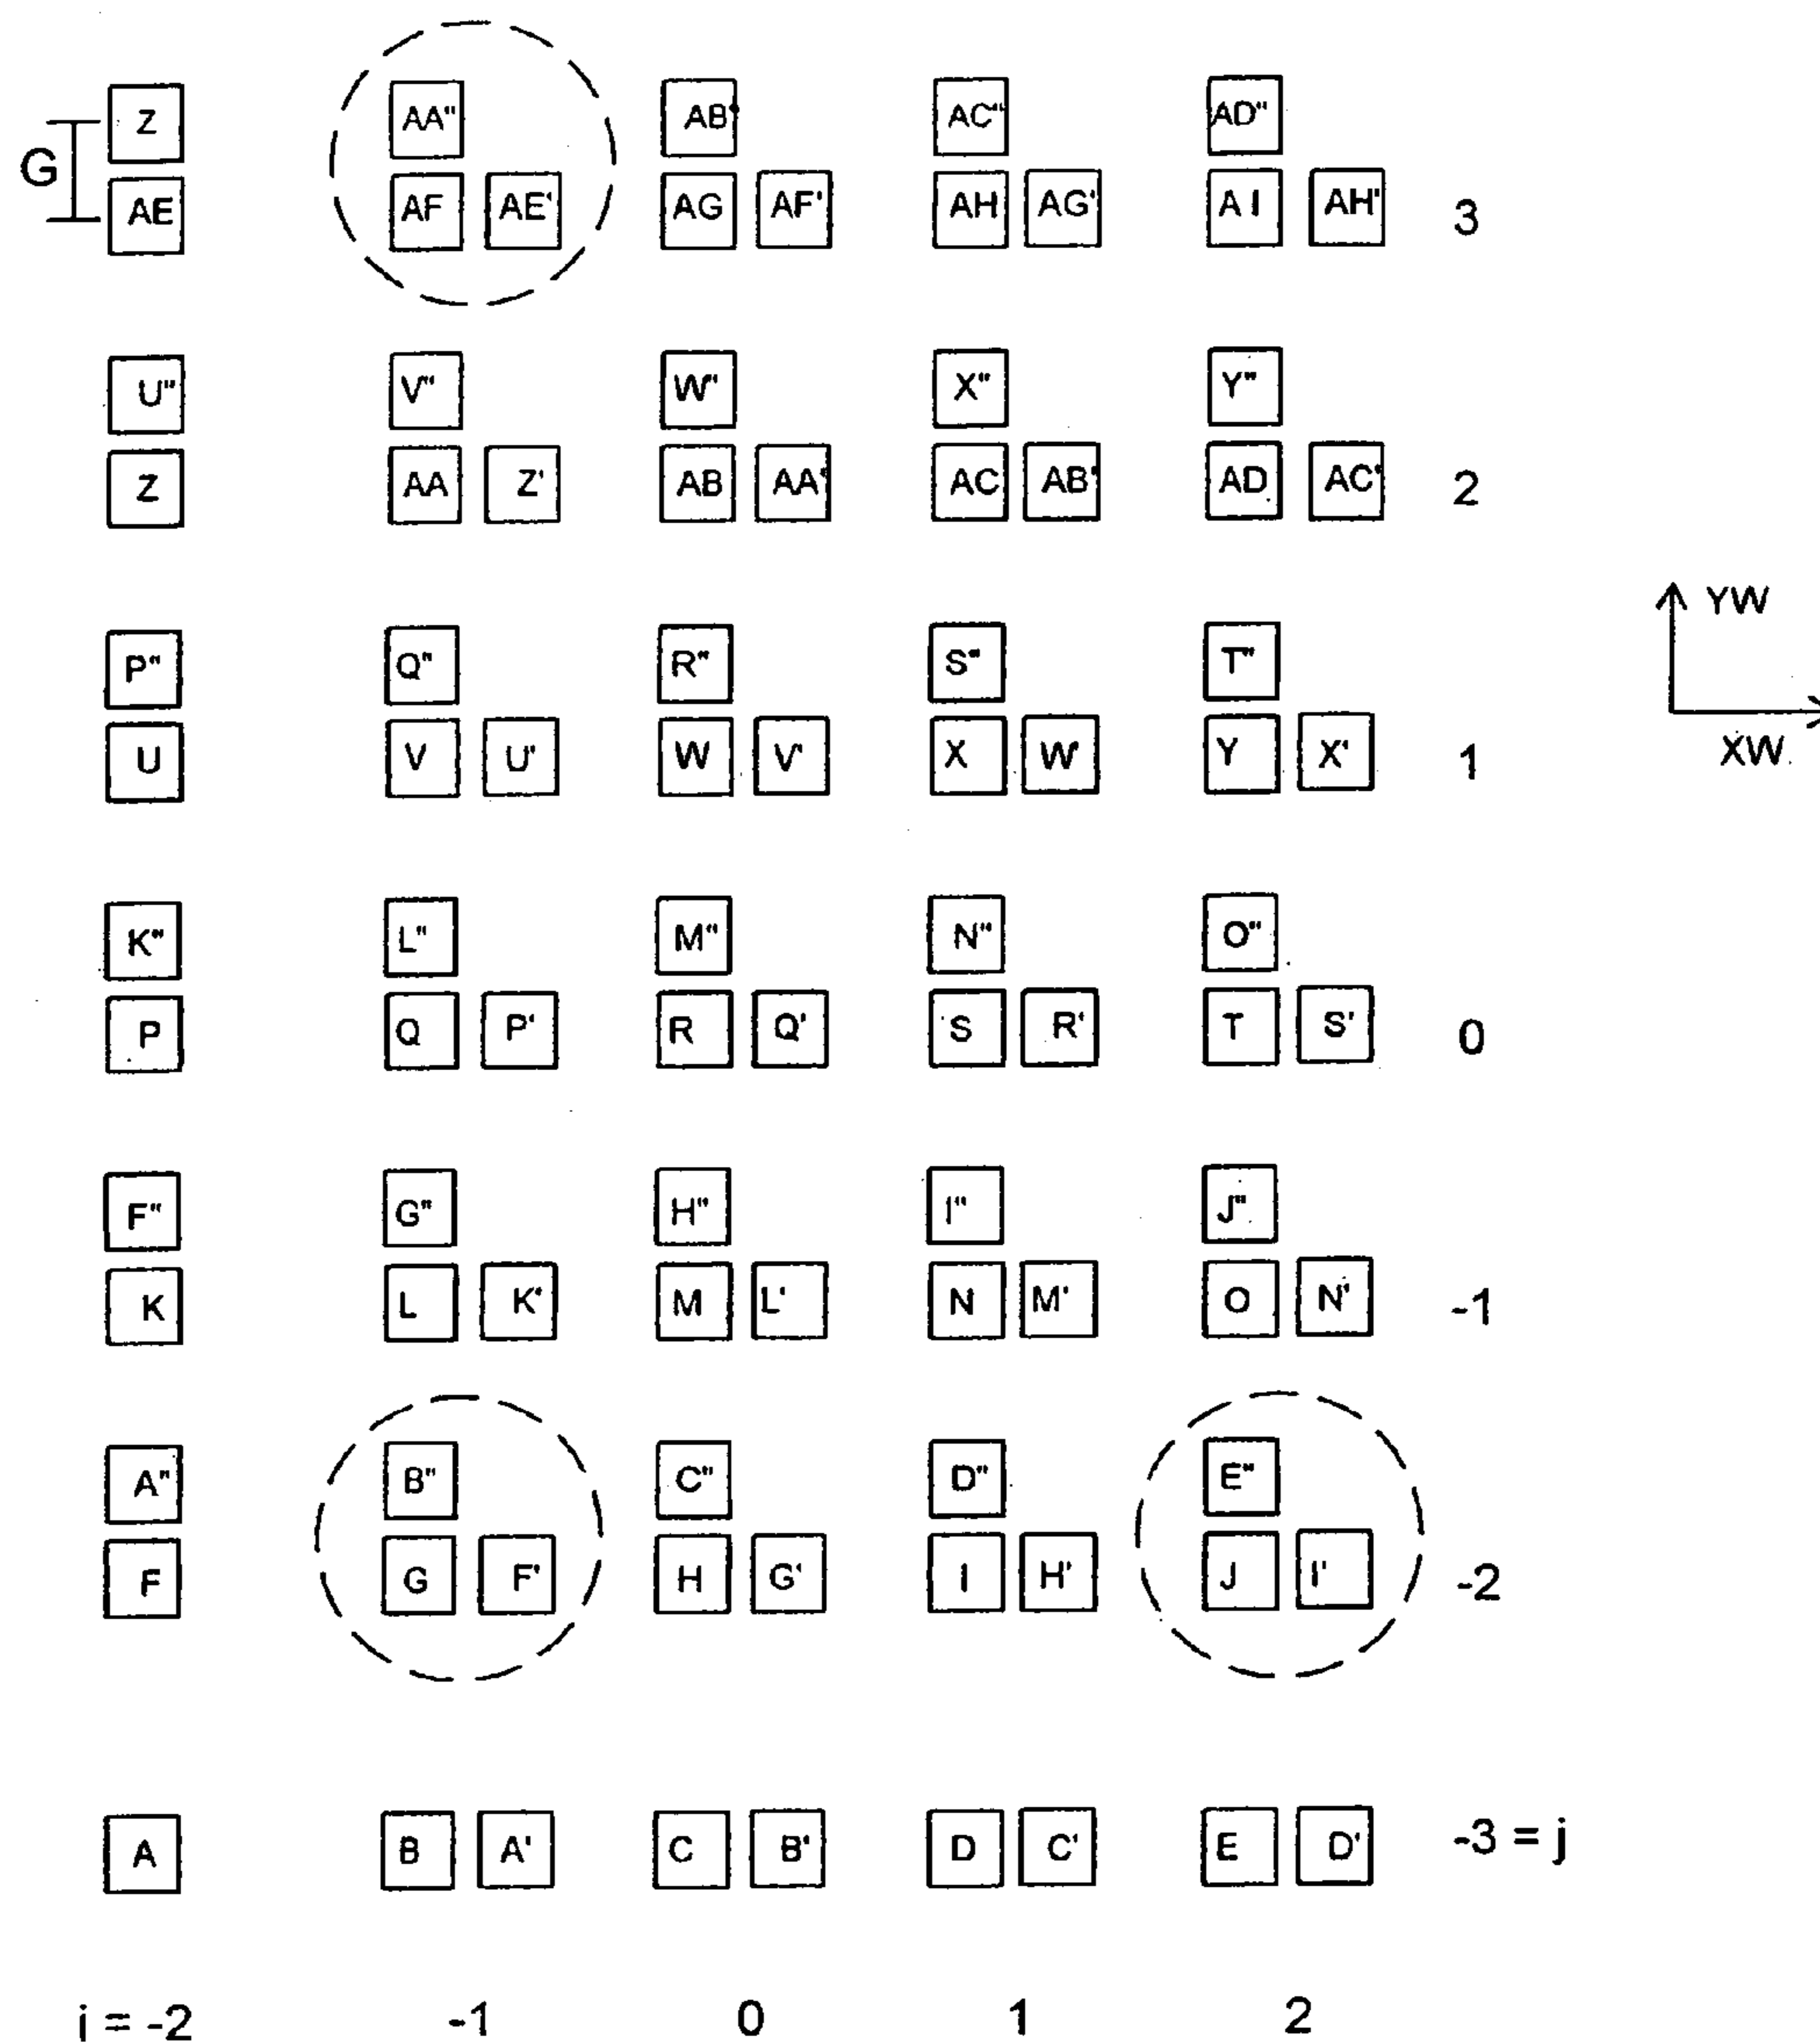 Z AA" AB' AC" AD"
G
AE AF AE' AG AF' AH AG' AI AH' 3
U" V" W" X" Y"
Z AA Z' AB AA' AC AB' AD AC' 2
YW
P" Q" R" S" T"
U V U' W V' X W' Y X' 1
XW
K" L" M" N" O"
P Q P' R Q' S R' T S' 0
F" G" H" I" J"
K L K' M L' N M' O N' -1
A" B" C" D" E"
F G F' H G' I H' J I' -2
A B A' C B' D C' E D' -3 = j
i = -2 -1 0 1 2